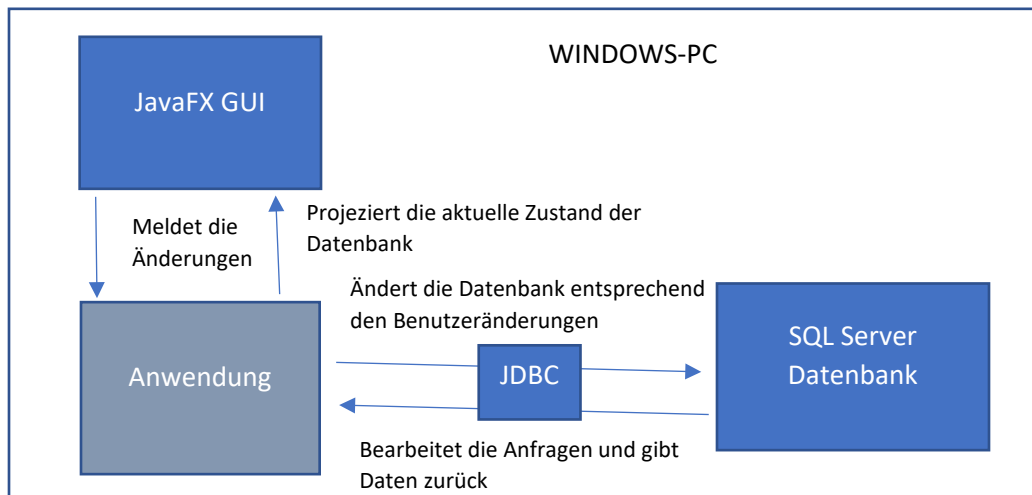 WINDOWS-PC
JavaFX GUI
Meldet die
Änderungen
Projeziert die aktuelle Zustand der
Datenbank
Ändert die Datenbank entsprechend
den Benutzeränderungen
Anwendung
JDBC
SQL Server
Datenbank
Bearbeitet die Anfragen und gibt
Daten zurück